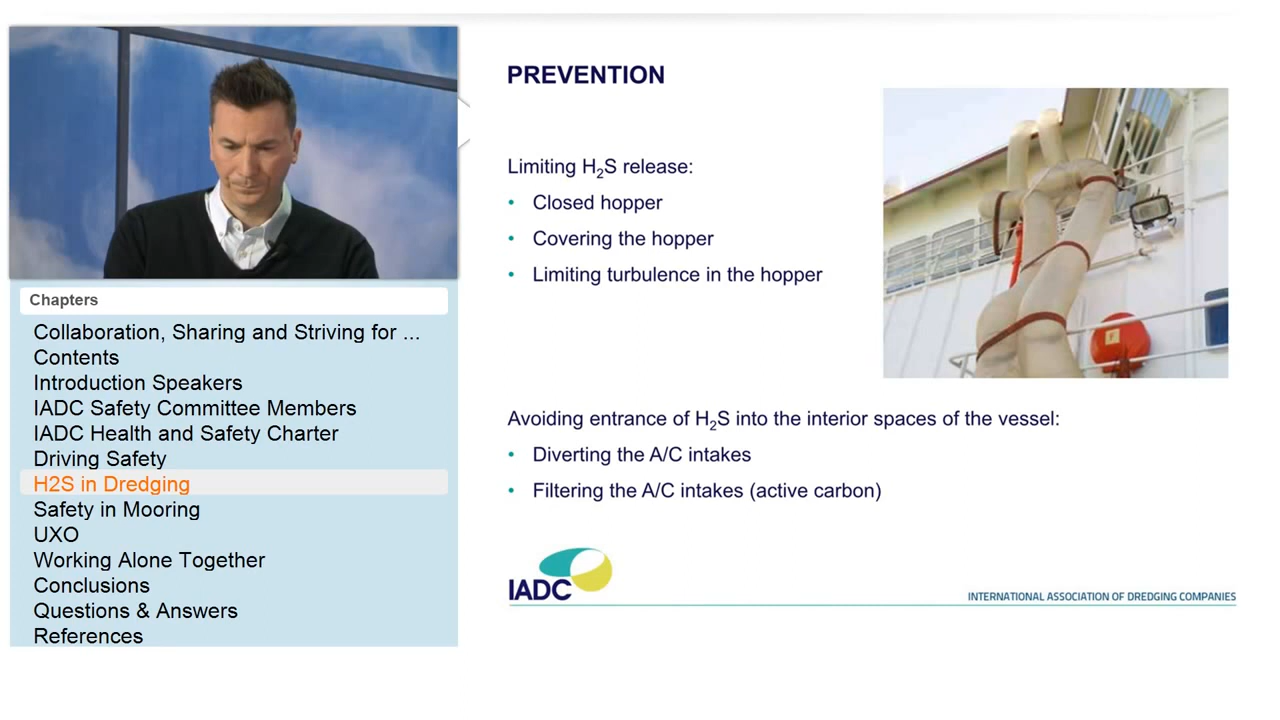 Chapters
Collaboration, Sharing and Striving for ...
Contents
Introduction Speakers
IADC Safety Committee Members
IADC Health and Safety Charter
Driving Safety
H2S in Dredging
Safety in Mooring
UXO
Working Alone Together
Conclusions
Questions & Answers
References
PREVENTION
Limiting H₂S release:
• Closed hopper
• Covering the hopper
• Limiting turbulence in the hopper
F
Avoiding entrance of H₂S into the interior spaces of the vessel:
• Diverting the A/C intakes
• Filtering the A/C intakes (active carbon)
IADC
INTERNATIONAL ASSOCIATION OF DREDGING COMPANIES